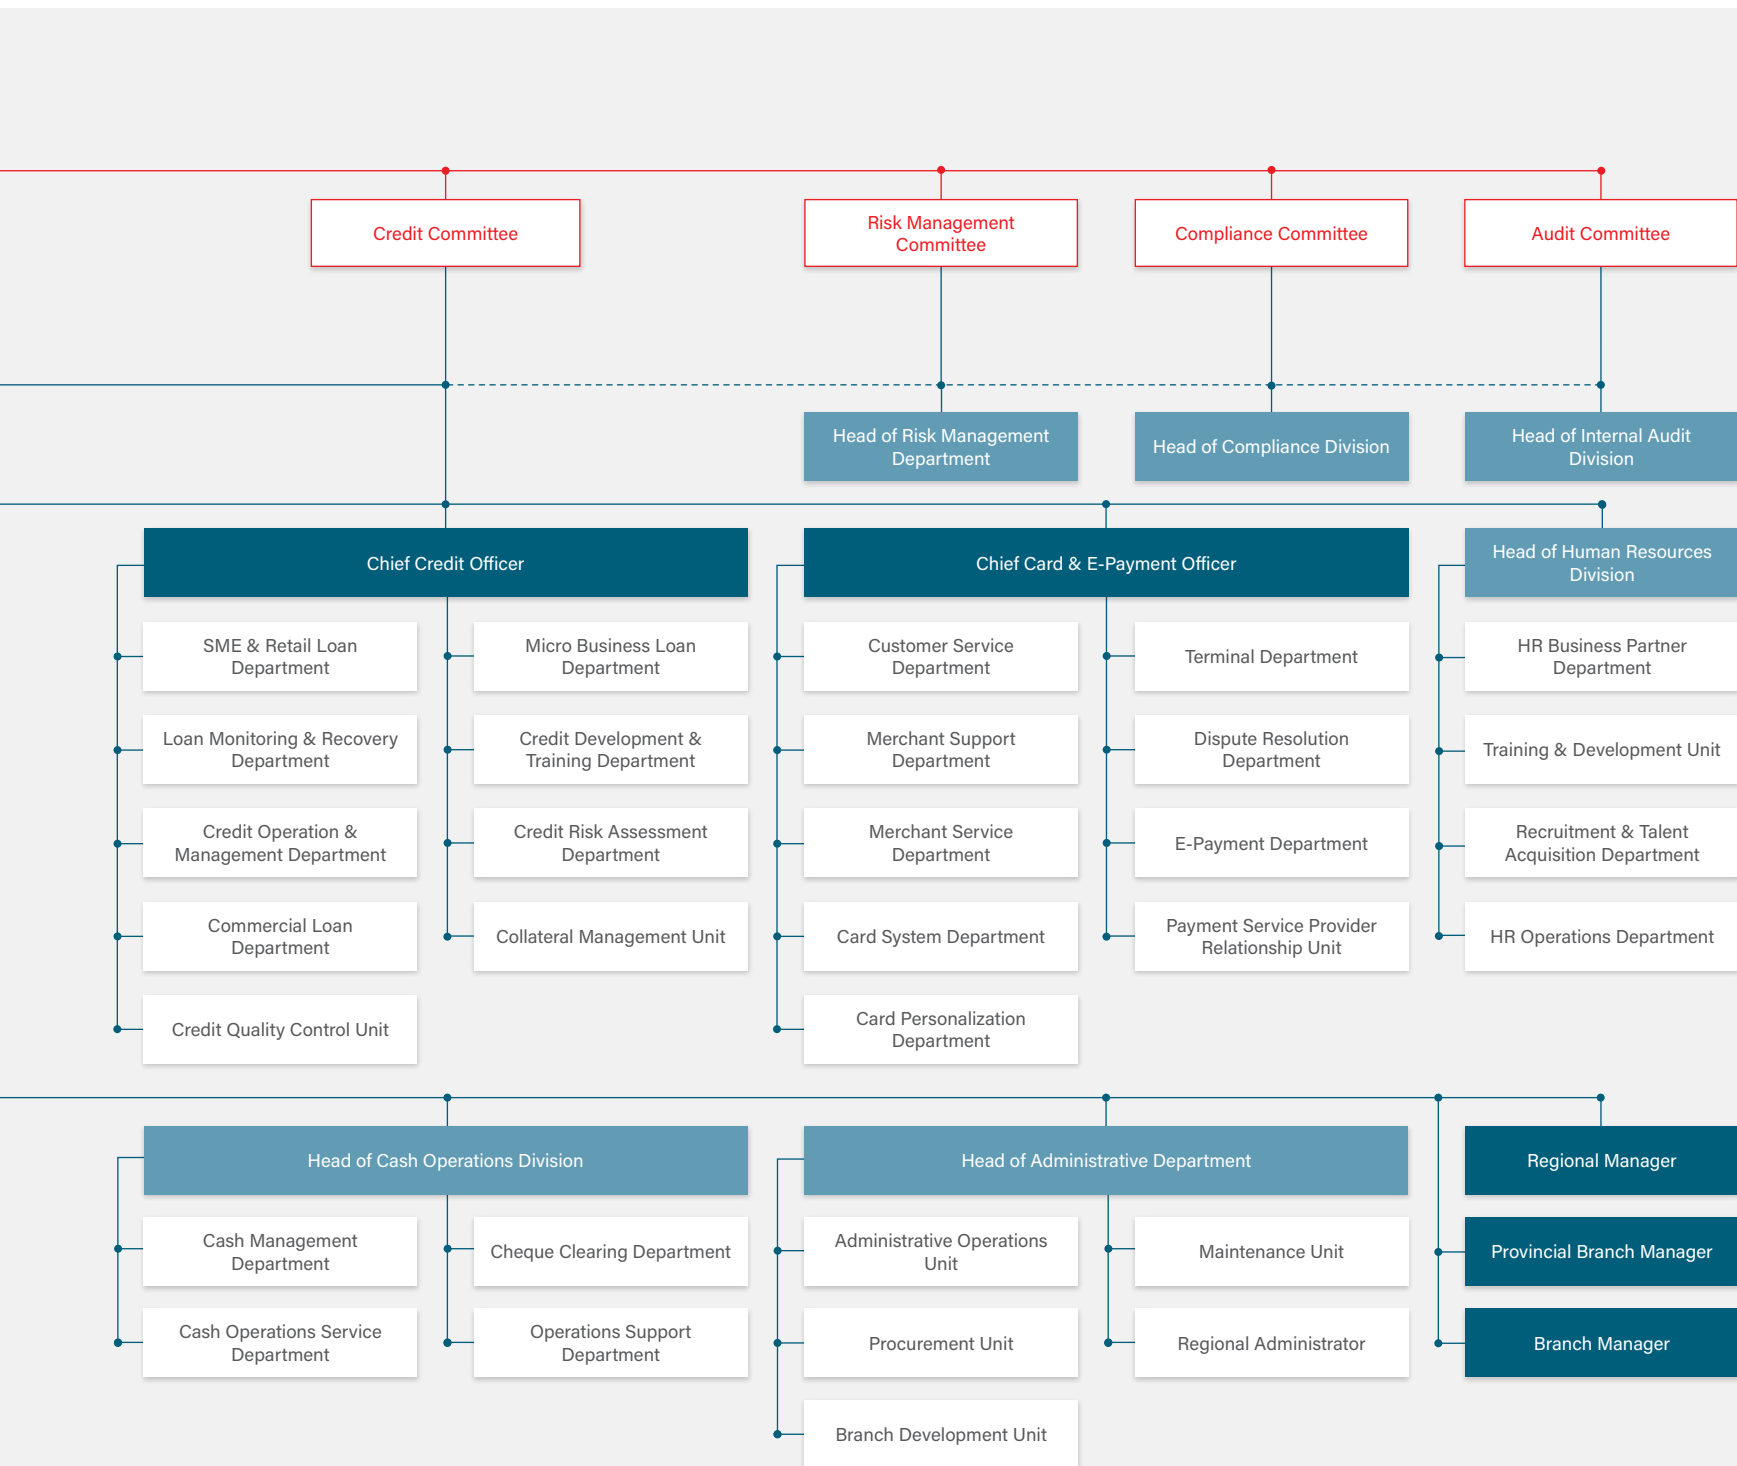 Credit Committee
Risk Management
Committee
Compliance Committee
Audit Committee
Head of Risk Management
Department
Head of Compliance Division
Head of Internal Audit
Division
Chief Credit Officer
Chief Card & E-Payment Officer
Head of Human Resources
Division
SME & Retail Loan
Department
Micro Business Loan
Department
Customer Service
Department
Terminal Department
HR Business Partner
Department
Loan Monitoring & Recovery
Department
Credit Development &
Training Department
Merchant Support
Department
Dispute Resolution
Department
Training & Development Unit
Credit Operation &
Management Department
Credit Risk Assessment
Department
Merchant Service
Department
E-Payment Department
Recruitment & Talent
Acquisition Department
Commercial Loan
Department
Collateral Management Unit
Card System Department
Payment Service Provider
Relationship Unit
HR Operations Department
Credit Quality Control Unit
Card Personalization
Department
Head of Cash Operations Division
Head of Administrative Department
Regional Manager
Cash Management
Department
Cheque Clearing Department
Administrative Operations
Unit
Maintenance Unit
Provincial Branch Manager
Cash Operations Service
Department
Operations Support
Department
Procurement Unit
Regional Administrator
Branch Manager
Branch Development Unit